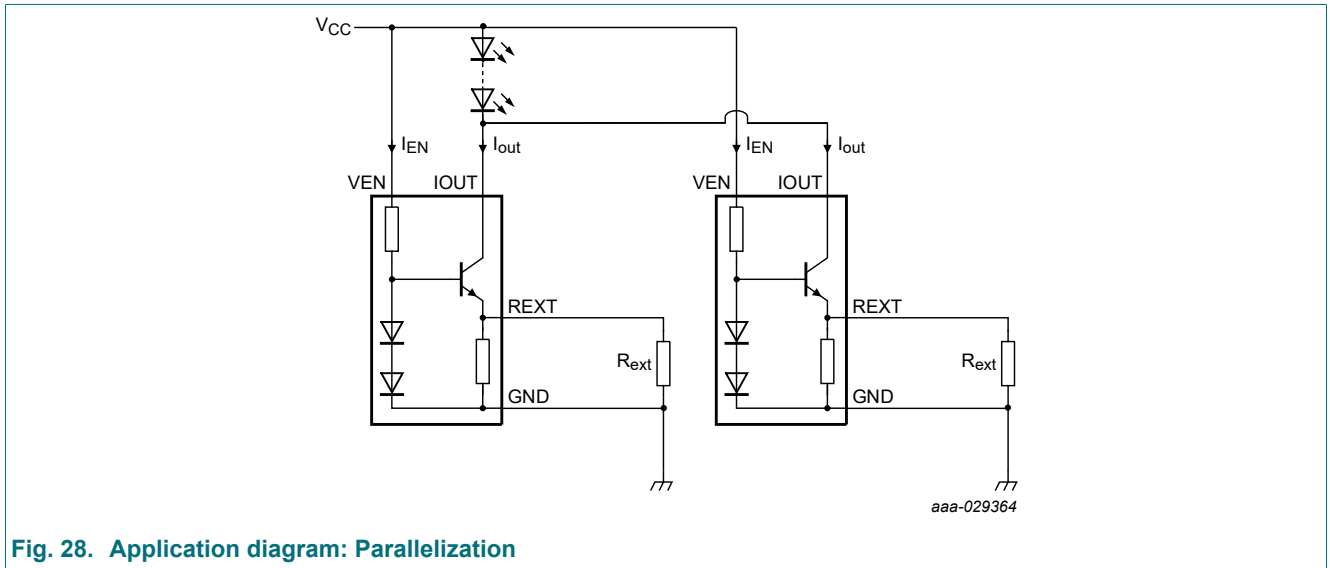 VCC
IEN
Iout
IEN
Iout
VEN
IOUT
VEN
IOUT
REXT
REXT
Rext
Rext
GND
GND
aaa-029364
Fig. 28. Application diagram: Parallelization